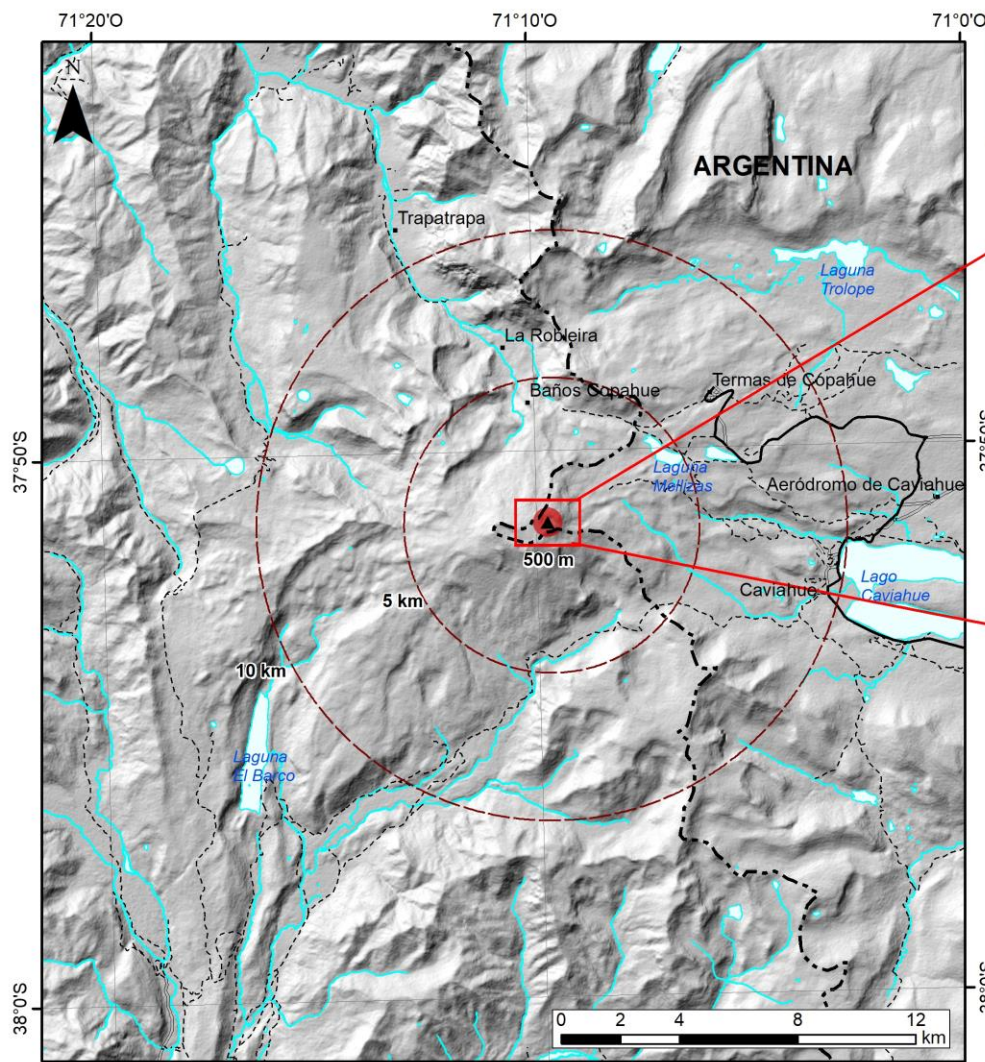 71°20'O
71°10'O
71°0'O
N
ARGENTINA
Trapatrapa
Laguna
Trolope
La Robleira
Termas de Copahue
Baños Copahue
37°50'S
37°50'S
Laguna
Mellizas
Aeródromo de Caviahue
500 m
5 km
Caviahue
Lago
Caviahue
10 km
Laguna
El Barco
38°0'S
38°0'S
0 2 4 8 12
km